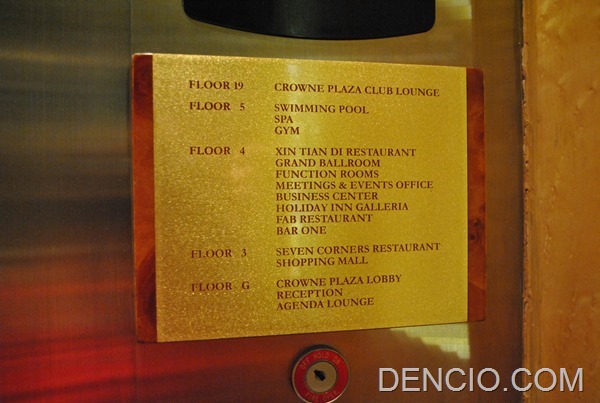 FLOOR 19 CROWNE PLAZA CLUB LOUNGE
FLOOR 5 SWIMMING POOL
SPA
GYM
FLOOR 4 XIN TIAN DI RESTAURANT
GRAND BALLROOM
FUNCTION ROOMS
MEETINGS & EVENTS OFFICE
BUSINESS CENTER
HOLIDAY INN GALLERIA
FAB RESTAURANT
BAR ONE
FLOOR 3 SEVEN CORNERS RESTAURANT
SHOPPING MALL
FLOOR G CROWNE PLAZA LOBBY
RECEPTION
AGENDA LOUNGE
DENCIO.COM